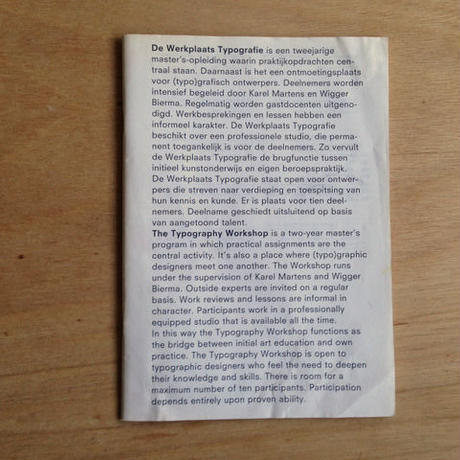 De Werkplaats Typografie is een tweejarige
master's-opleiding waarin praktijkopdrachten cen-
traal staan. Daarnaast is het een ontmoetingsplaats
voor (typo)grafisch ontwerpers. Deelnemers worden
intensief begeleid door Karel Martens en Wigger
Bierma. Regelmatig worden gastdocenten uitgeno-
digd. Werkbesprekingen en lessen hebben een
informeel karakter. De Werkplaats Typografie
beschikt over een professionele studio, die perma-
nent toegankelijk is voor de deelnemers. Zo vervult
de Werkplaats Typografie de brugfunctie tussen
initieel kunstonderwijs en eigen beroepspraktijk.
De Werkplaats Typografie staat open voor ontwer-
pers die streven naar verdieping en toespitsing van
hun kennis en kunde. Er is plaats voor tien deel-
nemers. Deelname geschiedt uitsluitend op basis
van aangetoond talent.
The Typography Workshop is a two-year master's
program in which practical assignments are the
central activity. It's also a place where (typo)graphic
designers meet one another. The Workshop runs
under the supervision of Karel Martens and Wigger
Bierma. Outside experts are invited on a regular
basis. Work reviews and lessons are informal in
character. Participants work in a professionally
equipped studio that is available all the time.
In this way the Typography Workshop functions as
the bridge between initial art education and own
practice. The Typography Workshop is open to
typographic designers who feel the need to deepen
their knowledge and skills. There is room for a
maximum number of ten participants. Participation
depends entirely upon proven ability.